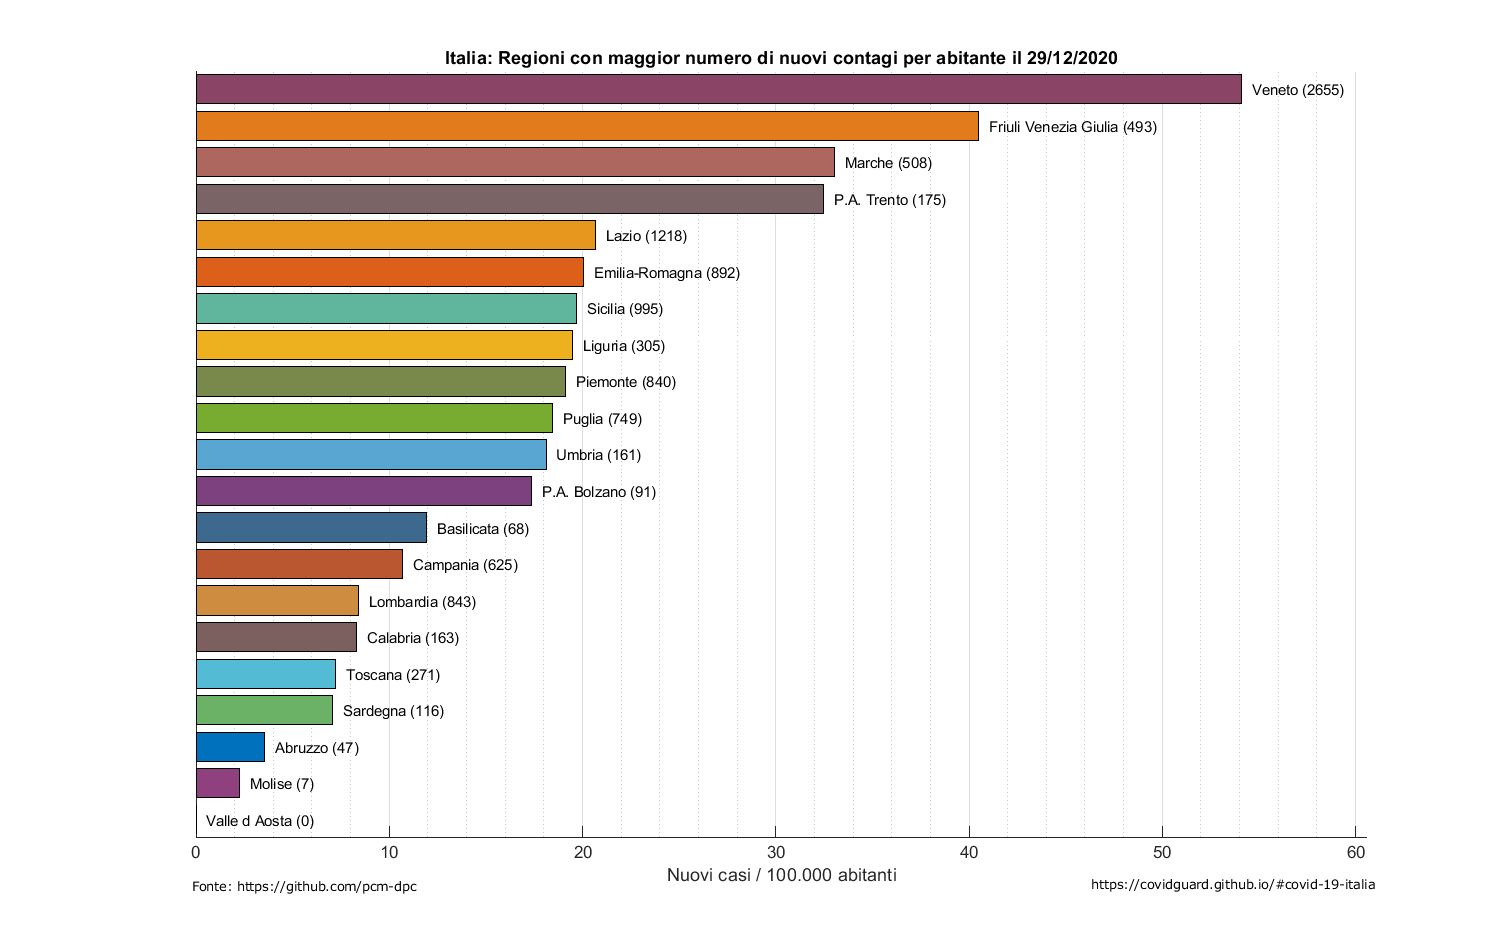 Italia: Regioni con maggior numero di nuovi contagi per abitante il 29/12/2020
Veneto (2655)
Friuli Venezia Giulia (493)
Marche (508)
P.A. Trento (175)
Lazio (1218)
Emilia-Romagna (892)
Sicilia (995)
Liguria (305)
Piemonte (840)
Puglia (749)
Umbria (161)
P.A. Bolzano (91)
Basilicata (68)
Campania (625)
Lombardia (843)
Calabria (163)
Toscana (271)
Sardegna (116)
Abruzzo (47)
Molise (7)
Valle d Aosta (0)
0 10 20 30 40 50 60
Nuovi casi / 100.000 abitanti
Fonte: https://github.com/pcm-dpc
https://covidguard.github.io/#covid-19-italia